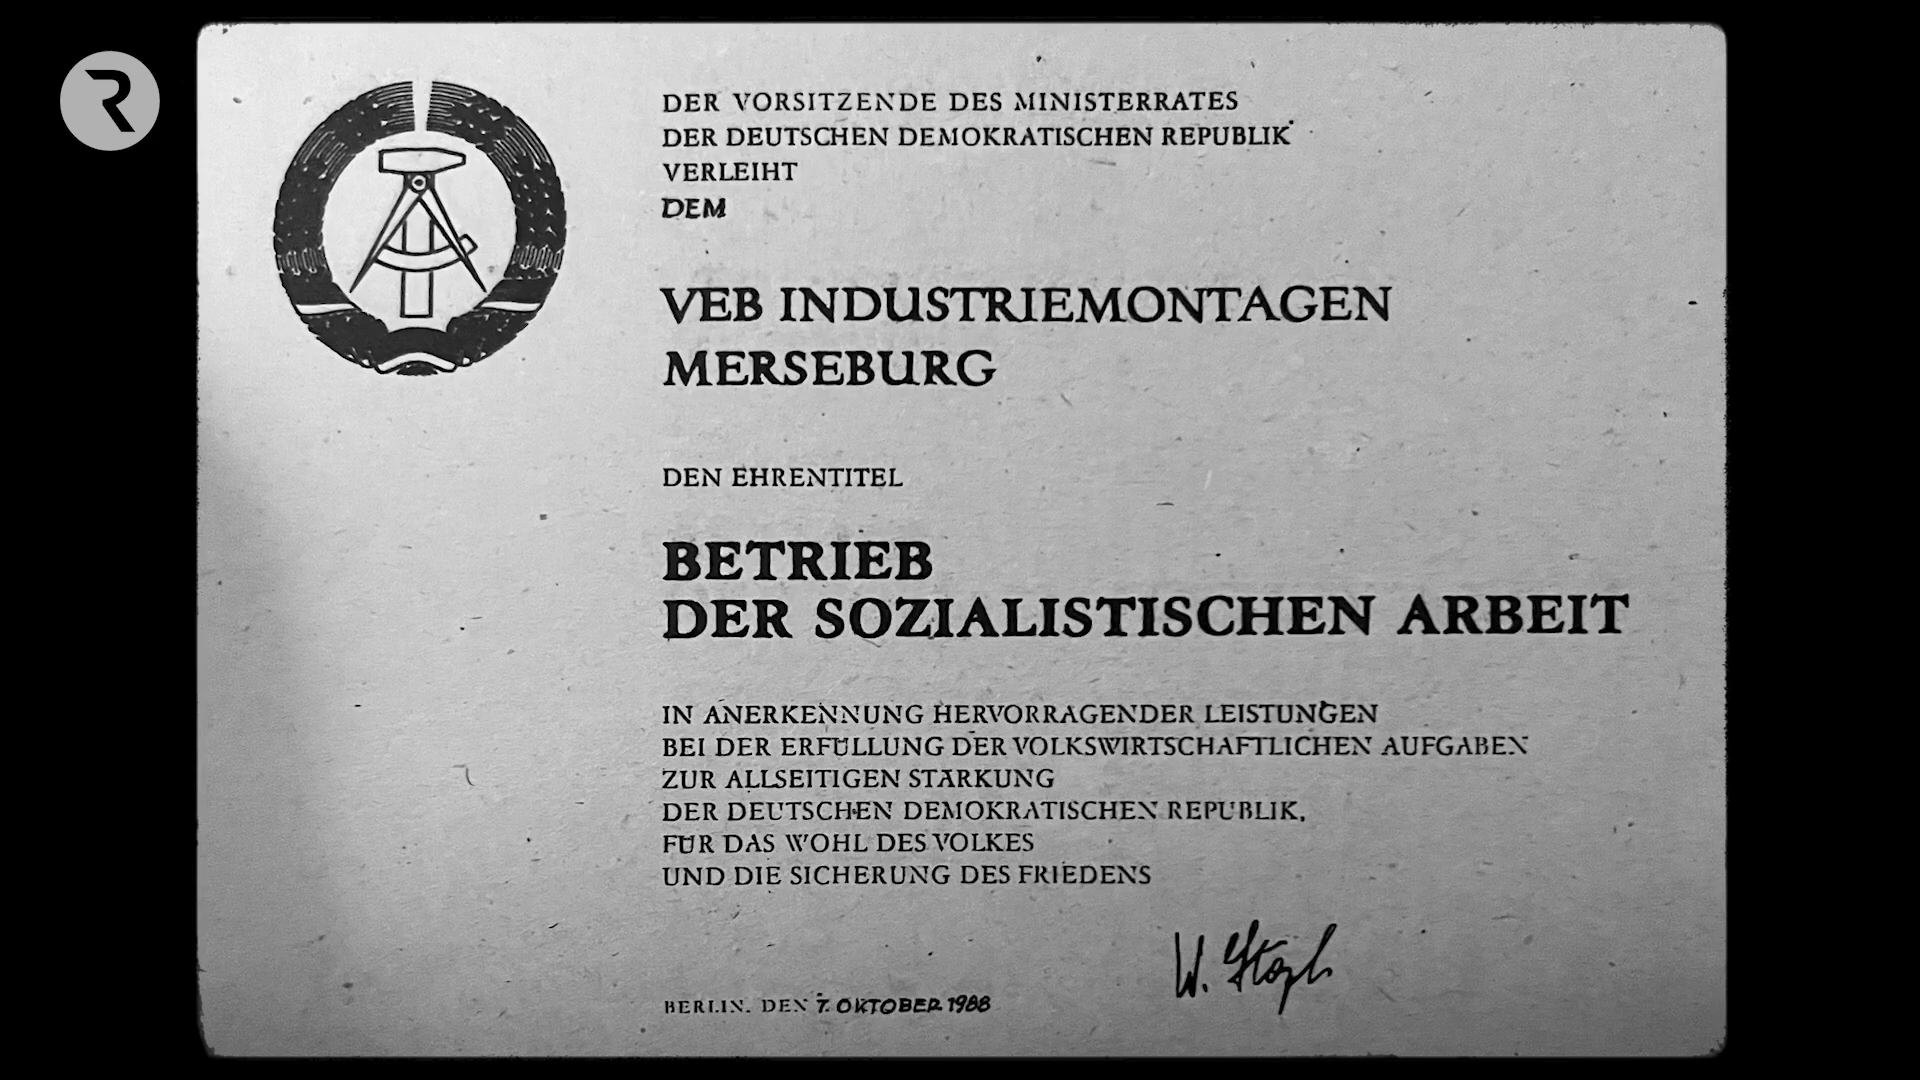 R
DER VORSITZENDE DES MINISTERRATES
DER DEUTSCHEN DEMOKRATISCHEN REPUBLIK
VERLEIHT
DEM
VEB INDUSTRIEMONTAGEN
MERSEBURG
DEN EHRENTITEL
BETRIEB
DER SOZIALISTISCHEN ARBEIT
IN ANERKENNUNG HERVORRAGENDER LEISTUNGEN
BEI DER ERFÜLLUNG DER VOLKSWIRTSCHAFTLICHEN AUFGABEN
ZUR ALLSEITIGEN STÄRKUNG
DER DEUTSCHEN DEMOKRATISCHEN REPUBLIK,
FÜR DAS WOHL DES VOLKES
UND DIE SICHERUNG DES FRIEDENS
W. Stoph
BERLIN, DEN 7. OKTOBER 1988